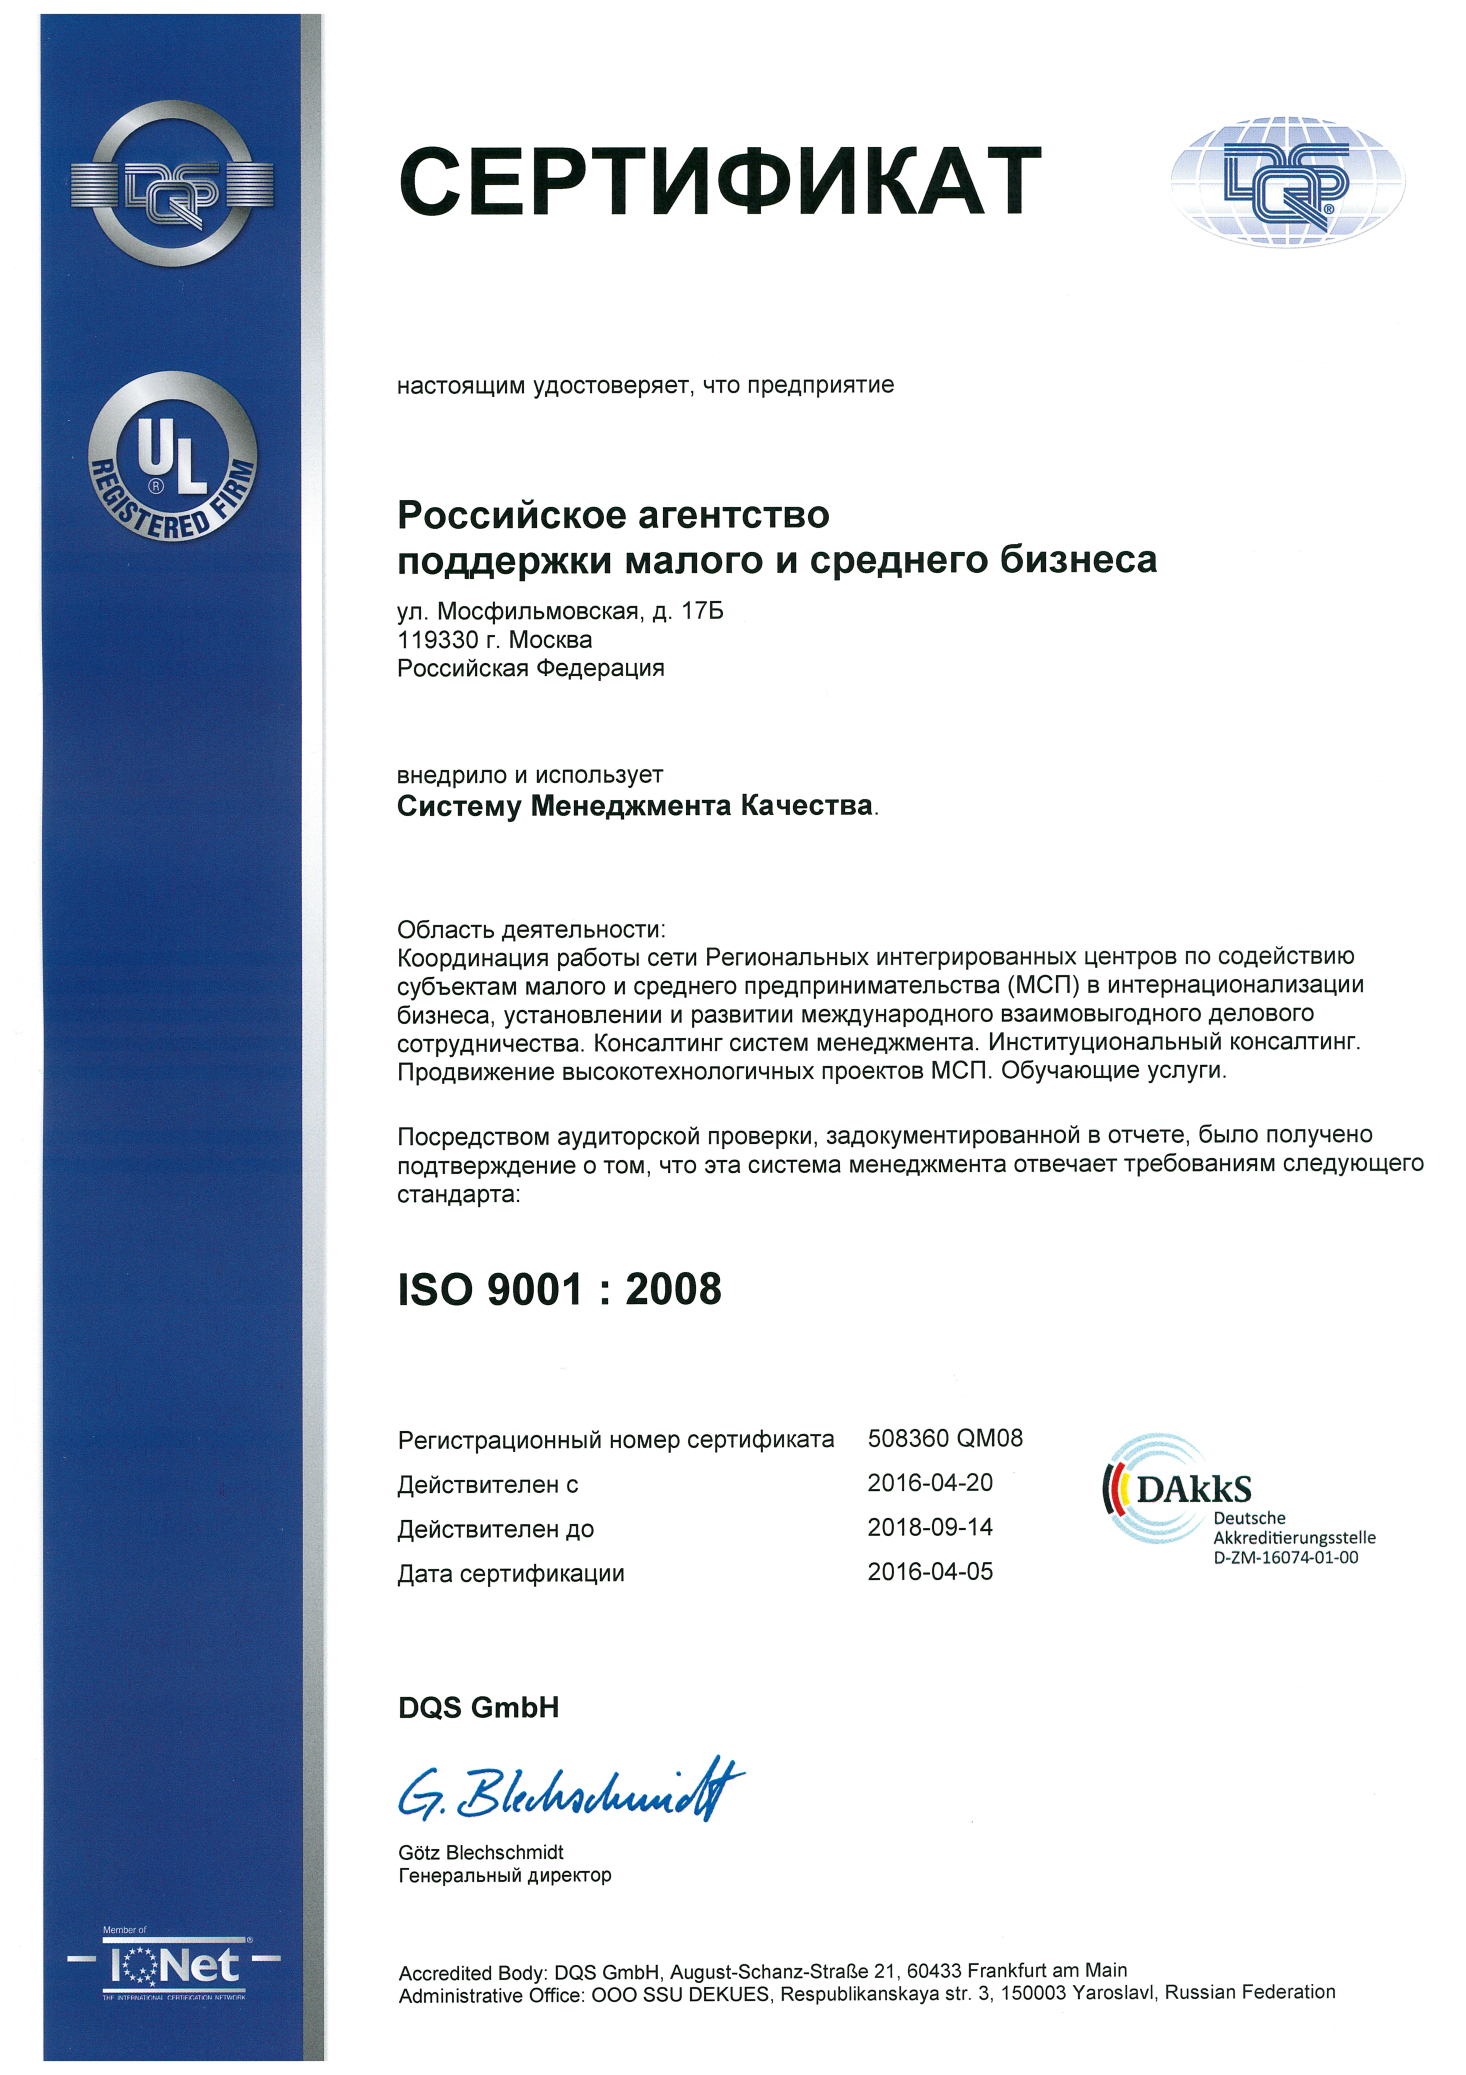 СЕРТИФИКАТ
DQS
DQS®
UL®
REGISTERED FIRM
настоящим удостоверяет, что предприятие
Российское агентство
поддержки малого и среднего бизнеса
ул. Мосфильмовская, д. 17Б
119330 г. Москва
Российская Федерация
внедрило и использует
Систему Менеджмента Качества.
Область деятельности:
Координация работы сети Региональных интегрированных центров по содействию
субъектам малого и среднего предпринимательства (МСП) в интернационализации
бизнеса, установлении и развитии международного взаимовыгодного делового
сотрудничества. Консалтинг систем менеджмента. Институциональный консалтинг.
Продвижение высокотехнологичных проектов МСП. Обучающие услуги.
Посредством аудиторской проверки, задокументированной в отчете, было получено
подтверждение о том, что эта система менеджмента отвечает требованиям следующего
стандарта:
ISO 9001 : 2008
Регистрационный номер сертификата 508360 QM08
Действителен с 2016-04-20
Действителен до 2018-09-14
Дата сертификации 2016-04-05
DAkkS
Deutsche
Akkreditierungsstelle
D-ZM-16074-01-00
DQS GmbH
G. Blechschmidt
Götz Blechschmidt
Генеральный директор
Member of
IQNet®
THE INTERNATIONAL CERTIFICATION NETWORK
Accredited Body: DQS GmbH, August-Schanz-Straße 21, 60433 Frankfurt am Main
Administrative Office: OOO SSU DEKUES, Respublikanskaya str. 3, 150003 Yaroslavl, Russian Federation